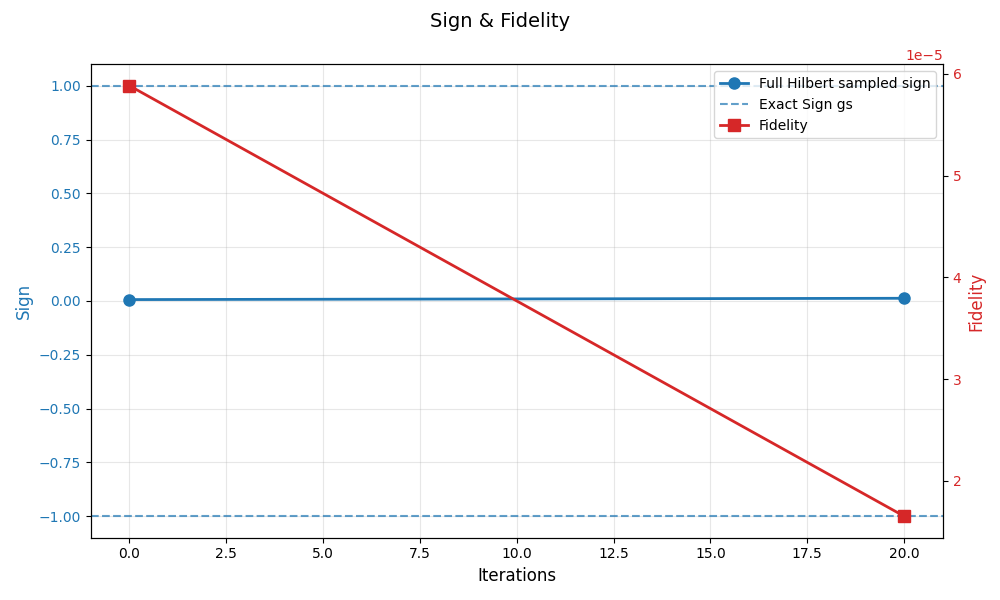 Sign & Fidelity
1e−5
Full Hilbert sampled sign
Exact Sign gs
Fidelity
1.00
0.75
0.50
0.25
0.00
−0.25
−0.50
−0.75
−1.00
Sign
6
5
4
3
2
Fidelity
0.0 2.5 5.0 7.5 10.0 12.5 15.0 17.5 20.0
Iterations